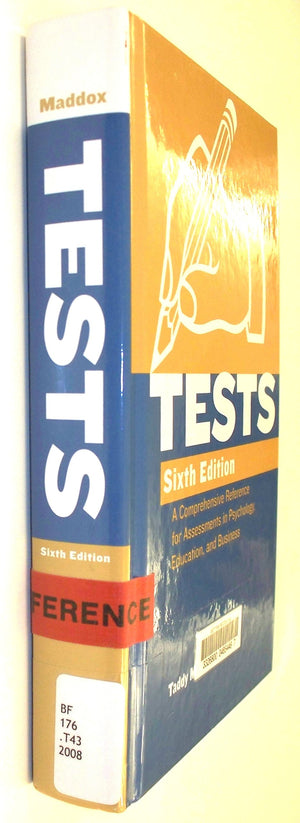 Maddox
TESTS
Sixth Edition
FERENCE
BF
176
.T43
2008
TESTS
Sixth Edition
A Comprehensive Reference
for Assessments in Psychology,
Education, and Business
Taddy